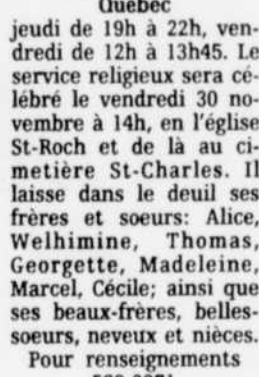 Québec
jeudi de 19h à 22h, ven-
dredi de 12h à 13h45. Le
service religieux sera cé-
lébré le vendredi 30 no-
vembre à 14h, en l'église
St-Roch et de là au ci-
metière St-Charles. Il
laisse dans le deuil ses
frères et soeurs: Alice,
Welhimine, Thomas,
Georgette, Madeleine,
Marcel, Cécile; ainsi que
ses beaux-frères, belles-
soeurs, neveux et nièces.
Pour renseignements